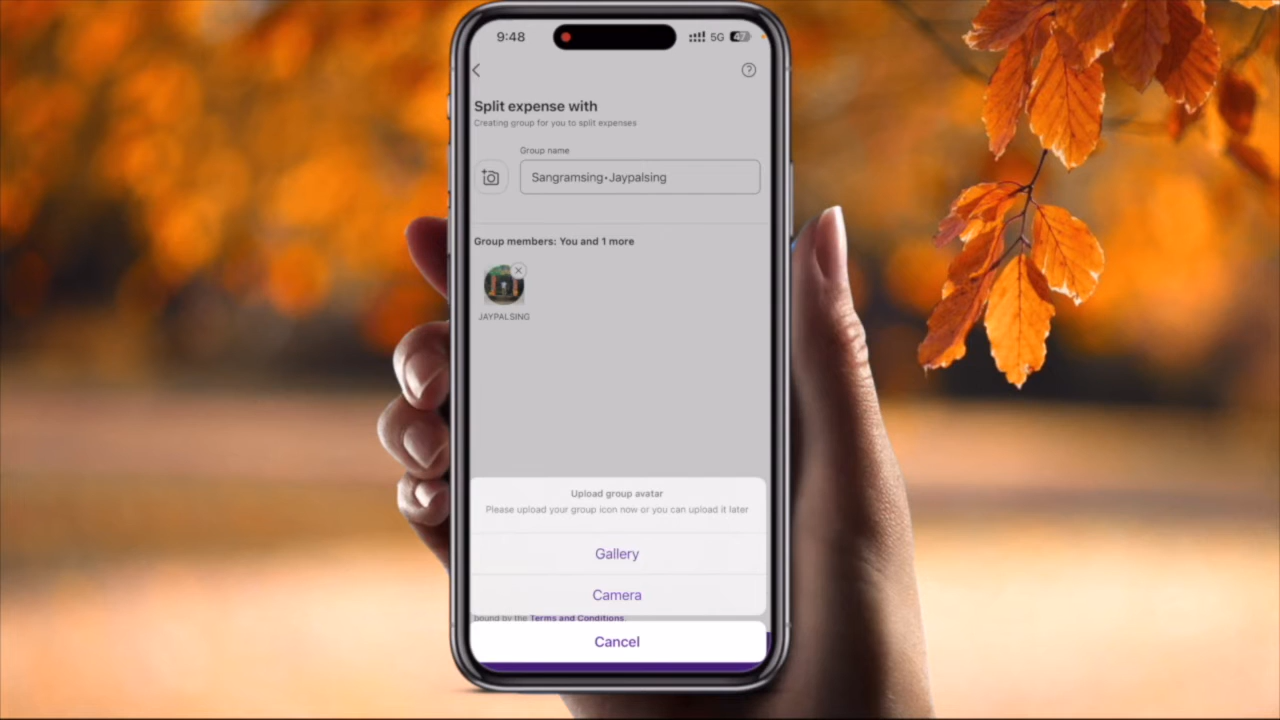 9:48
5G 47
Split expense with
Creating group for you to split expenses
Group name
Sangramsing•Jaypalsing
Group members: You and 1 more
JAYPALSING
Upload group avatar
Please upload your group icon now or you can upload it later
Gallery
Camera
bound by the Terms and Conditions
Cancel